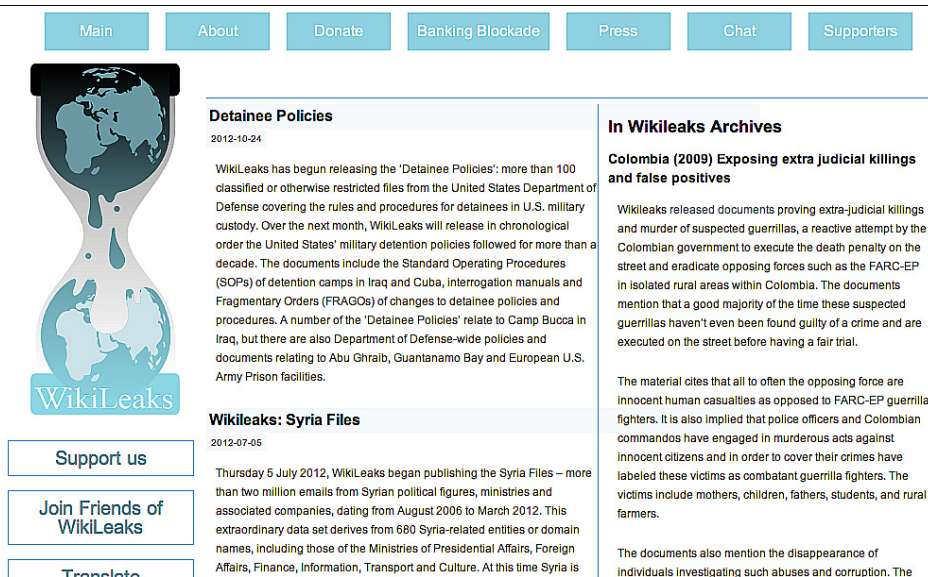 Main
About
Donate
Banking Blockade
Press
Chat
Supporters
WikiLeaks
Support us
Join Friends of
WikiLeaks
Translate
Detainee Policies
2012-10-24
WikiLeaks has begun releasing the 'Detainee Policies': more than 100
classified or otherwise restricted files from the United States Department of
Defense covering the rules and procedures for detainees in U.S. military
custody. Over the next month, WikiLeaks will release in chronological
order the United States' military detention policies followed for more than a
decade. The documents include the Standard Operating Procedures
(SOPs) of detention camps in Iraq and Cuba, interrogation manuals and
Fragmentary Orders (FRAGOs) of changes to detainee policies and
procedures. A number of the 'Detainee Policies' relate to Camp Bucca in
Iraq, but there are also Department of Defense-wide policies and
documents relating to Abu Ghraib, Guantanamo Bay and European U.S.
Army Prison facilities.
Wikileaks: Syria Files
2012-07-05
Thursday 5 July 2012, WikiLeaks began publishing the Syria Files – more
than two million emails from Syrian political figures, ministries and
associated companies, dating from August 2006 to March 2012. This
extraordinary data set derives from 680 Syria-related entities or domain
names, including those of the Ministries of Presidential Affairs, Foreign
Affairs, Finance, Information, Transport and Culture. At this time Syria is
In Wikileaks Archives
Colombia (2009) Exposing extra judicial killings
and false positives
Wikileaks released documents proving extra-judicial killings
and murder of suspected guerrillas, a reactive attempt by the
Colombian government to execute the death penalty on the
street and eradicate opposing forces such as the FARC-EP
in isolated rural areas within Colombia. The documents
mention that a good majority of the time these suspected
guerrillas haven't even been found guilty of a crime and are
executed on the street before having a fair trial.
The material cites that all to often the opposing force are
innocent human casualties as opposed to FARC-EP guerrilla
fighters. It is also implied that police officers and Colombian
commandos have engaged in murderous acts against
innocent citizens and in order to cover their crimes have
labeled these victims as combatant guerrilla fighters. The
victims include mothers, children, fathers, students, and rural
farmers.
The documents also mention the disappearance of
individuals investigating such abuses and corruption. The